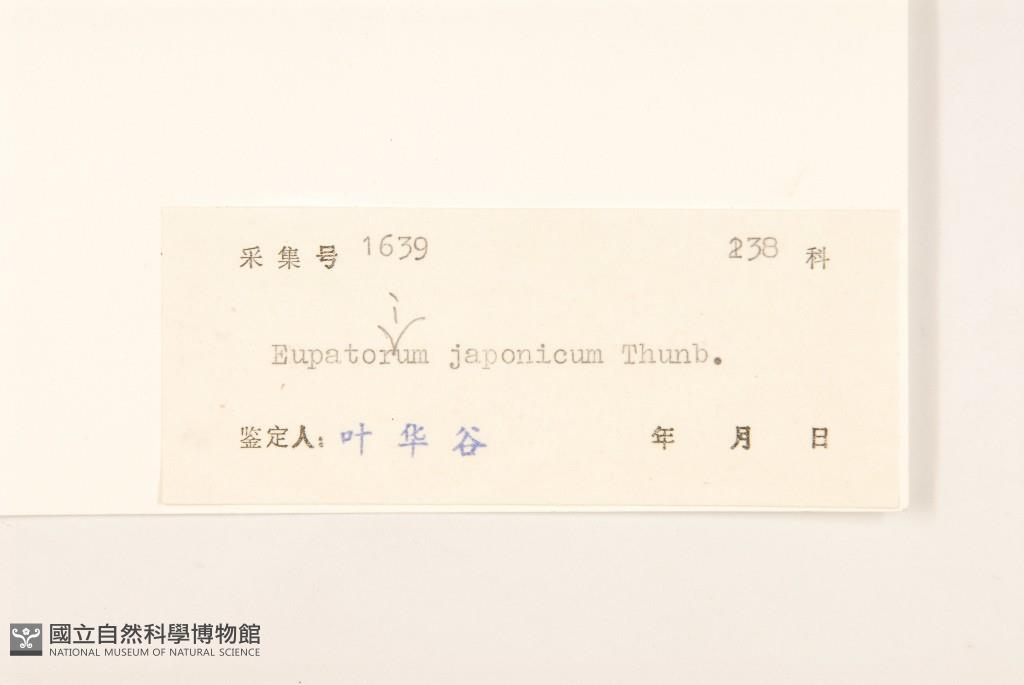 采集号 1639 238 科
i
Eupatorum japonicum Thunb.
鉴定人: 叶华谷 年 月 日
國立自然科學博物館
NATIONAL MUSEUM OF NATURAL SCIENCE